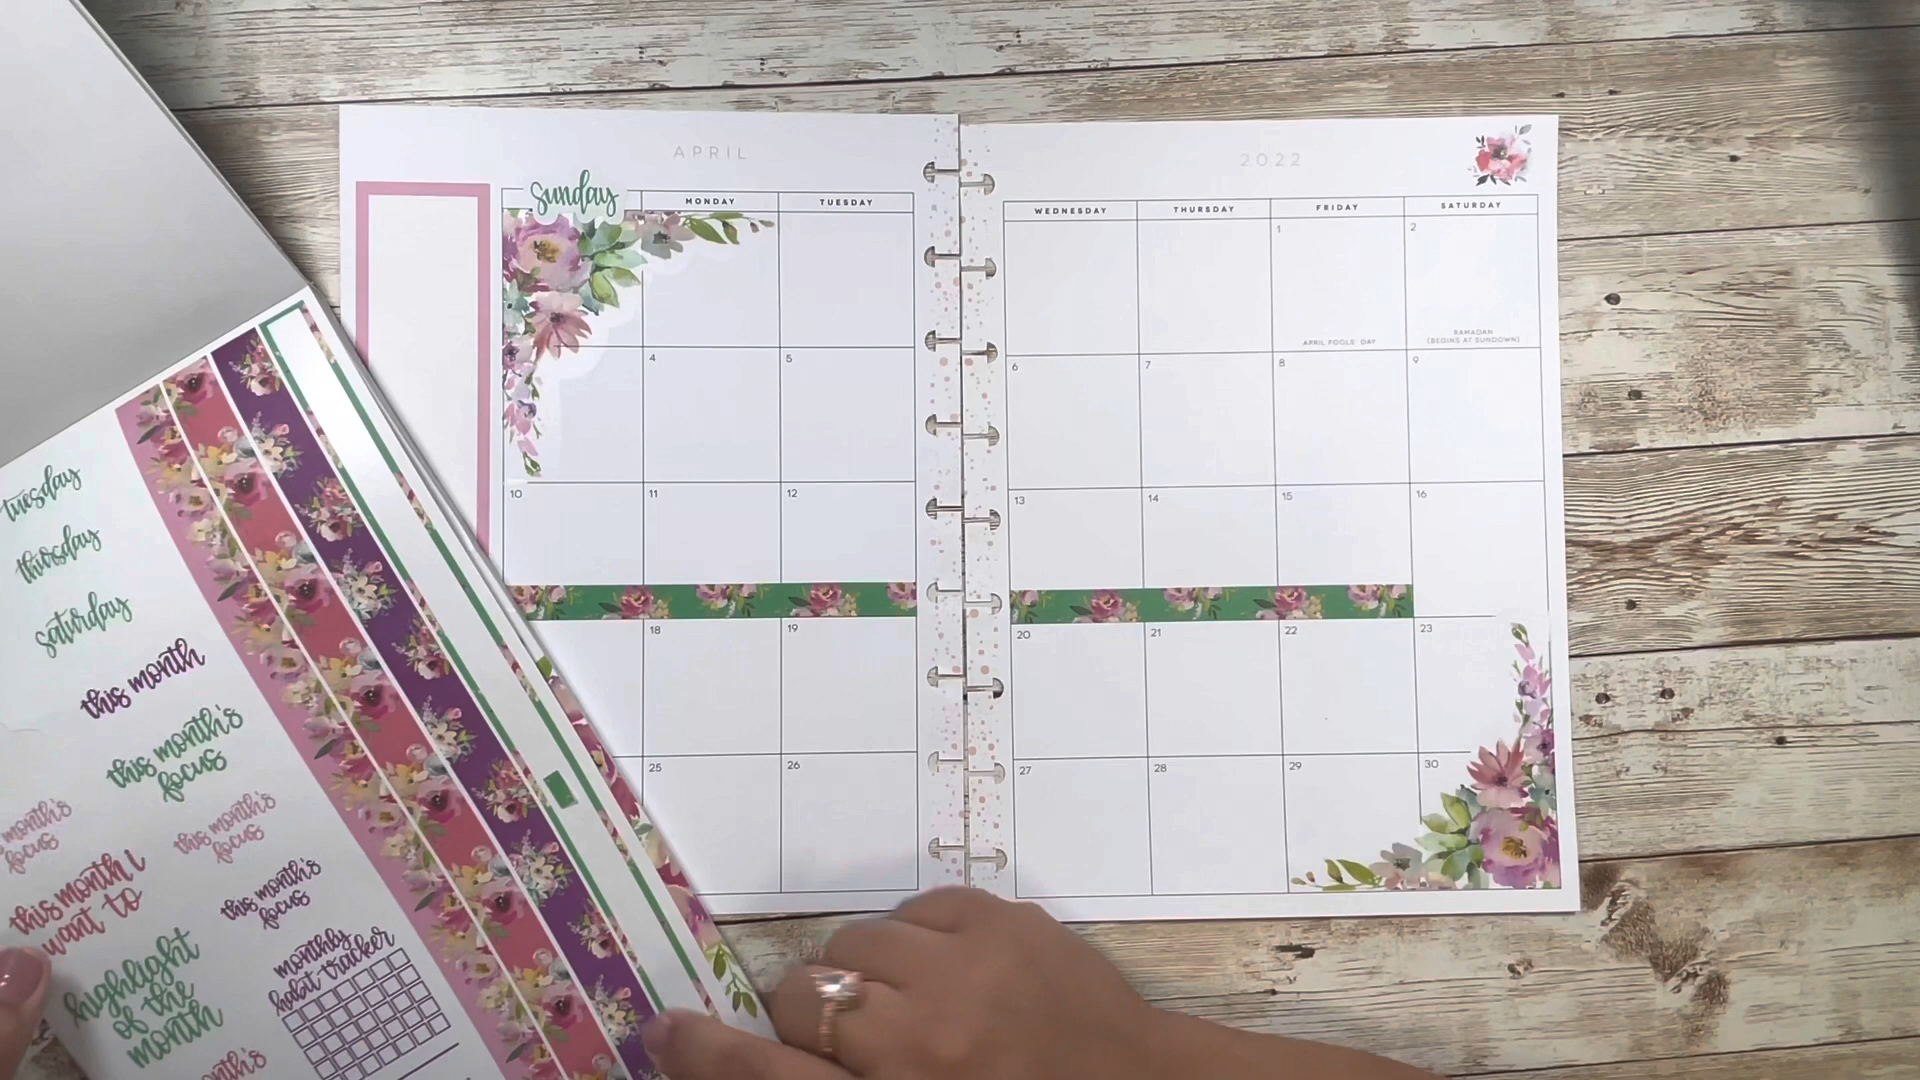 APRIL
2022
sunday
MONDAY
TUESDAY
WEDNESDAY
THURSDAY
FRIDAY
SATURDAY
1
APRIL FOOLS' DAY
2
RAMADAN
(BEGINS AT SUNDOWN)
4
5
6
7
8
9
10
11
12
13
14
15
16
18
19
20
21
22
23
25
26
27
28
29
30
tuesday
thursday
saturday
this month
this month's
focus
month's
focus
this month's
focus
this month i
want to
this month's
focus
highlight
of the
month
monthly
habit tracker